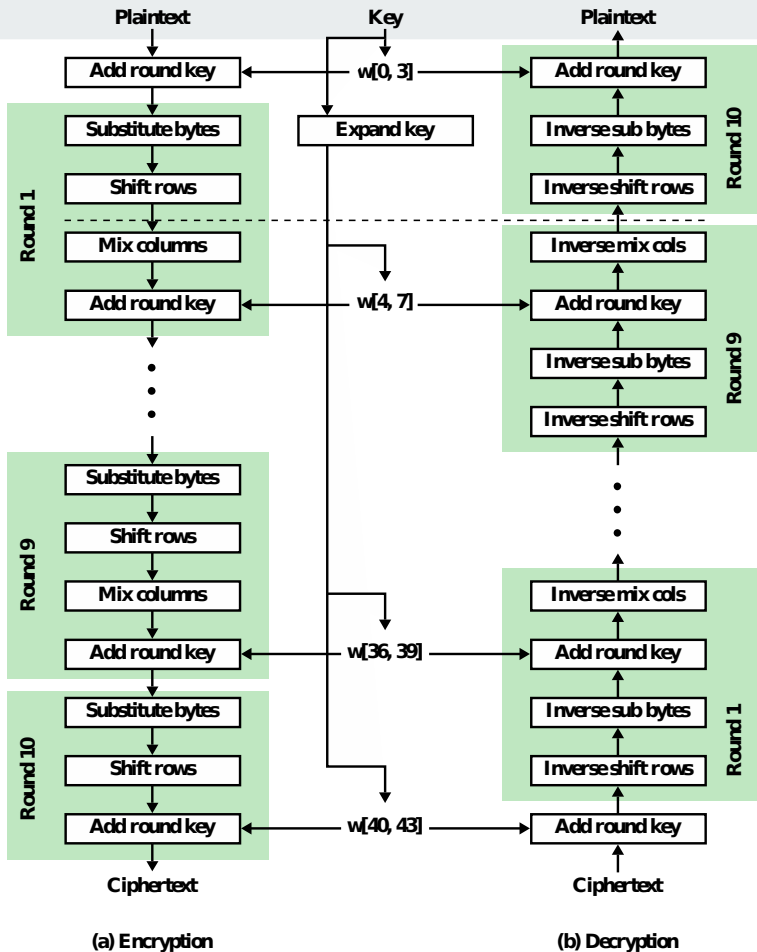 Plaintext
Key
Plaintext
Add round key
w[0, 3]
Add round key
Round 1
Substitute bytes
Expand key
Inverse sub bytes
Round 10
Shift rows
Inverse shift rows
Mix columns
Inverse mix cols
Add round key
w[4, 7]
Add round key
Round 9
Inverse sub bytes
Inverse shift rows
Round 9
Substitute bytes
Shift rows
Mix columns
Inverse mix cols
Add round key
w[36, 39]
Add round key
Round 10
Substitute bytes
Inverse sub bytes
Round 1
Shift rows
Inverse shift rows
Add round key
w[40, 43]
Add round key
Ciphertext
Ciphertext
(a) Encryption
(b) Decryption